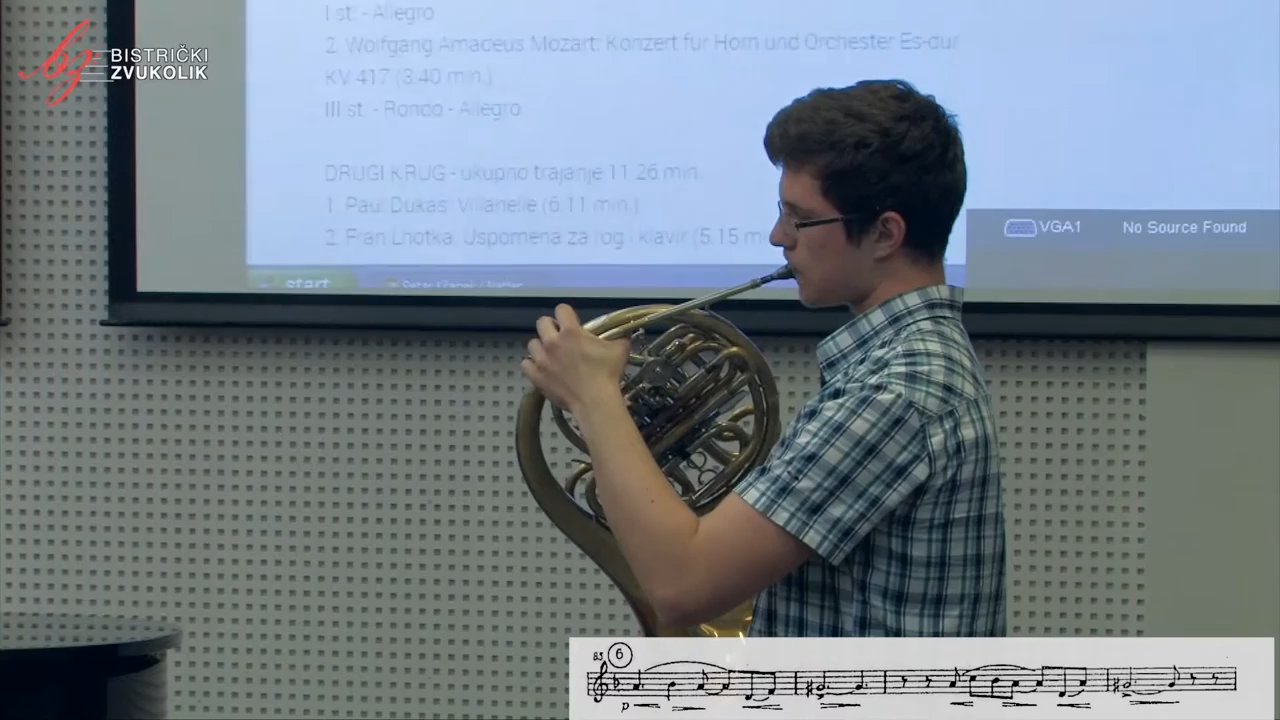 BISTRIČKI
ZVUKOLIK
I st. - Allegro
2. Wolfgang Amadeus Mozart: Konzert für Horn und Orchester Es-dur
KV 417 (3.40 min.)
III st. - Rondo - Allegro
DRUGI KRUG - ukupno trajanje 11.26 min.
1. Paul Dukas: Villanelle (6.11 min.)
2. Fran Lhotka: Uspomena za rog i klavir (5.15 m
start
VGA1
No Source Found
83
6
p